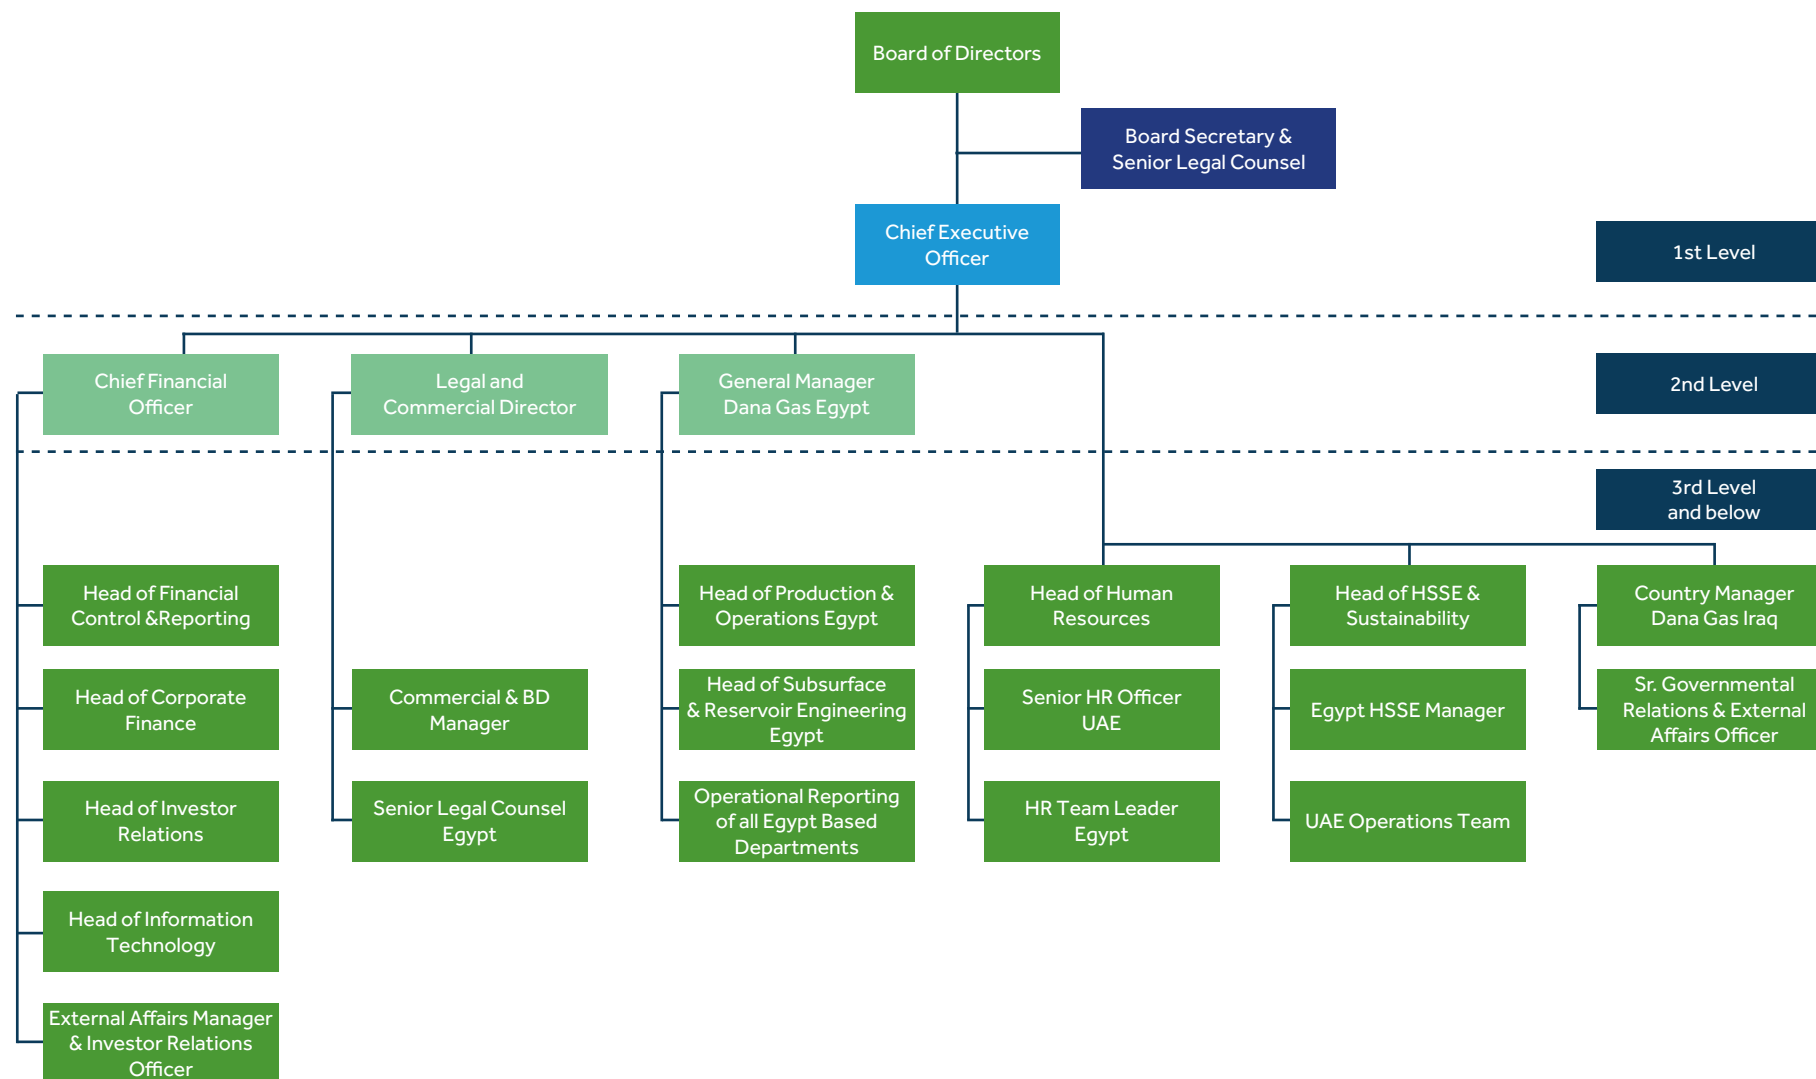 Board of Directors
Board Secretary &
Senior Legal Counsel
Chief Executive
Officer
1st Level
Chief Financial
Officer
Legal and
Commercial Director
General Manager
Dana Gas Egypt
2nd Level
3rd Level
and below
Head of Financial
Control &Reporting
Head of Production &
Operations Egypt
Head of Human
Resources
Head of HSSE &
Sustainability
Country Manager
Dana Gas Iraq
Head of Corporate
Finance
Commercial & BD
Manager
Head of Subsurface
& Reservoir Engineering
Egypt
Senior HR Officer
UAE
Egypt HSSE Manager
Sr. Governmental
Relations & External
Affairs Officer
Head of Investor
Relations
Senior Legal Counsel
Egypt
Operational Reporting
of all Egypt Based
Departments
HR Team Leader
Egypt
UAE Operations Team
Head of Information
Technology
External Affairs Manager
& Investor Relations
Officer